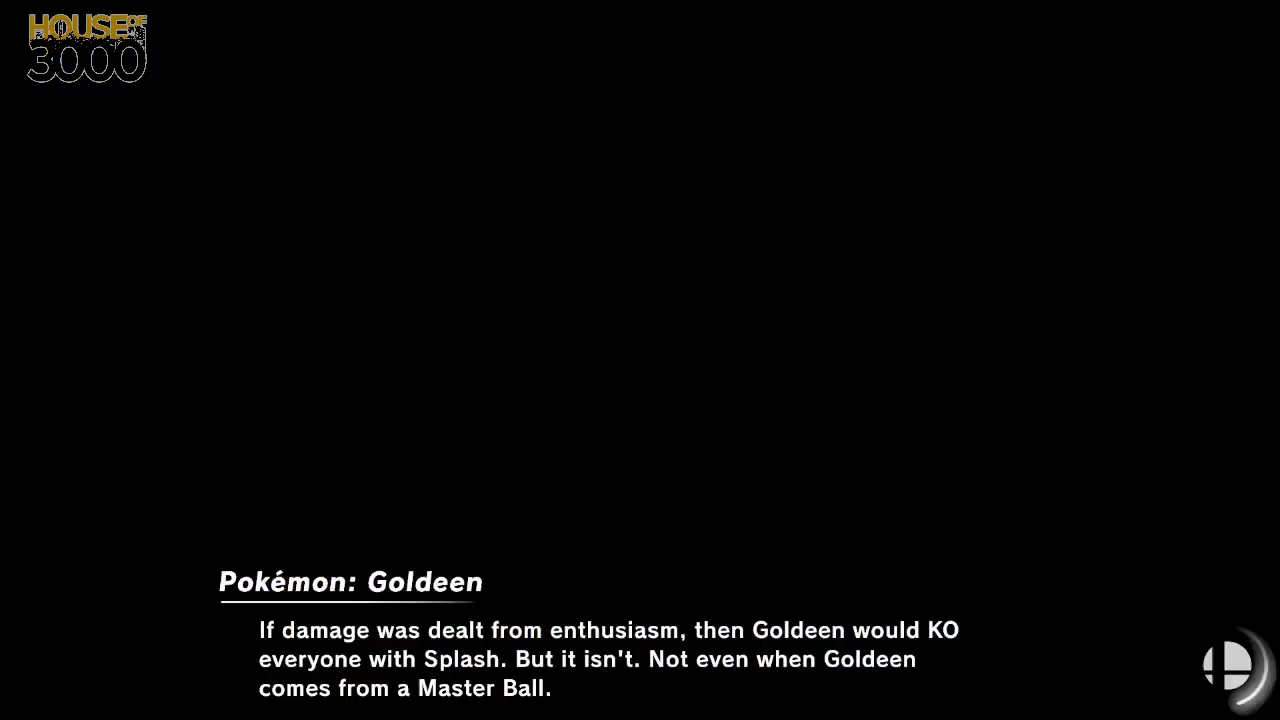 HOUSE OF
3000
Pokémon: Goldeen
If damage was dealt from enthusiasm, then Goldeen would KO
everyone with Splash. But it isn't. Not even when Goldeen
comes from a Master Ball.